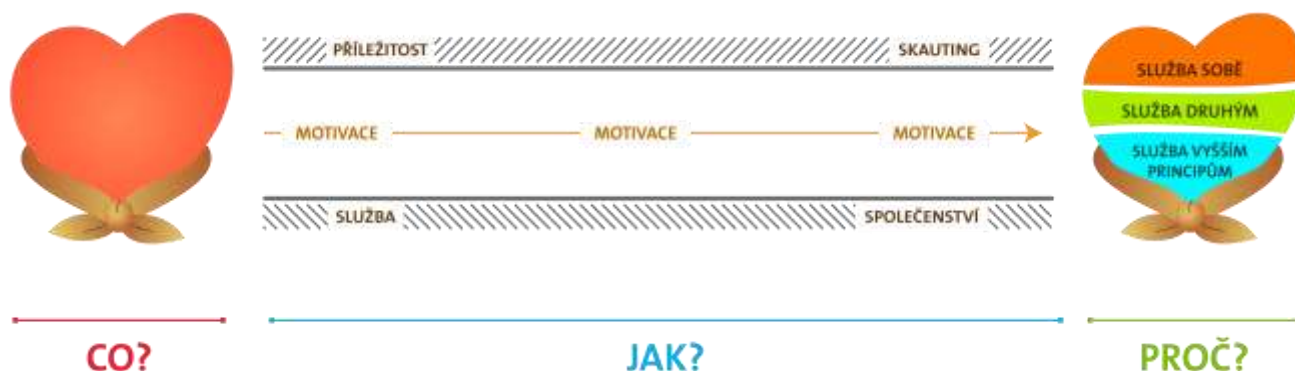 PŘÍLEŽITOST SKAUTING
MOTIVACE MOTIVACE MOTIVACE
SLUŽBA SPOLEČENSTVÍ
SLUŽBA SOBĚ
SLUŽBA DRUHÝM
SLUŽBA VYŠŠÍM
PRINCIPŮM
CO? JAK? PROČ?